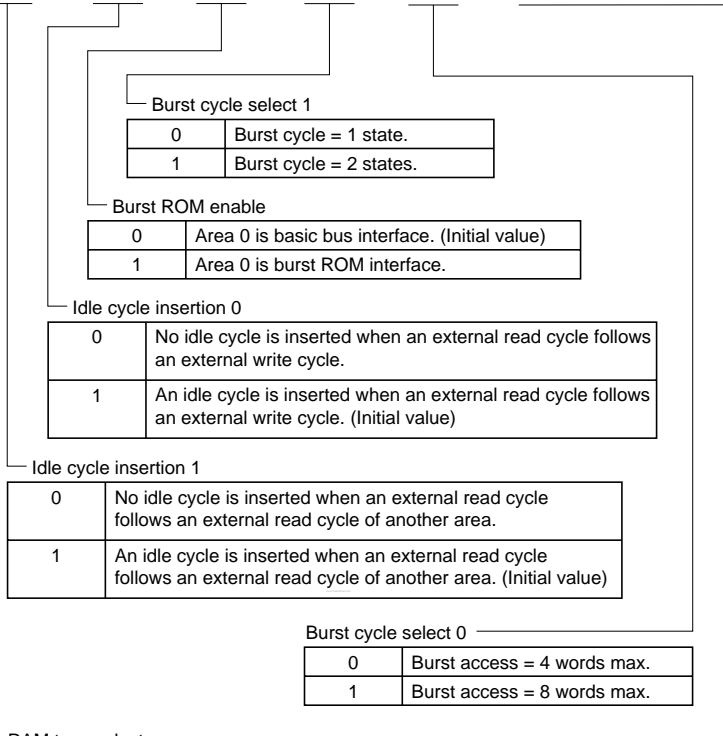 Burst cycle select 1
0 Burst cycle = 1 state.
1 Burst cycle = 2 states.
Burst ROM enable
0 Area 0 is basic bus interface. (Initial value)
1 Area 0 is burst ROM interface.
Idle cycle insertion 0
0 No idle cycle is inserted when an external read cycle follows
an external write cycle.
1 An idle cycle is inserted when an external read cycle follows
an external write cycle. (Initial value)
Idle cycle insertion 1
0 No idle cycle is inserted when an external read cycle
follows an external read cycle of another area.
1 An idle cycle is inserted when an external read cycle
follows an external read cycle of another area. (Initial value)
Burst cycle select 0
0 Burst access = 4 words max.
1 Burst access = 8 words max.